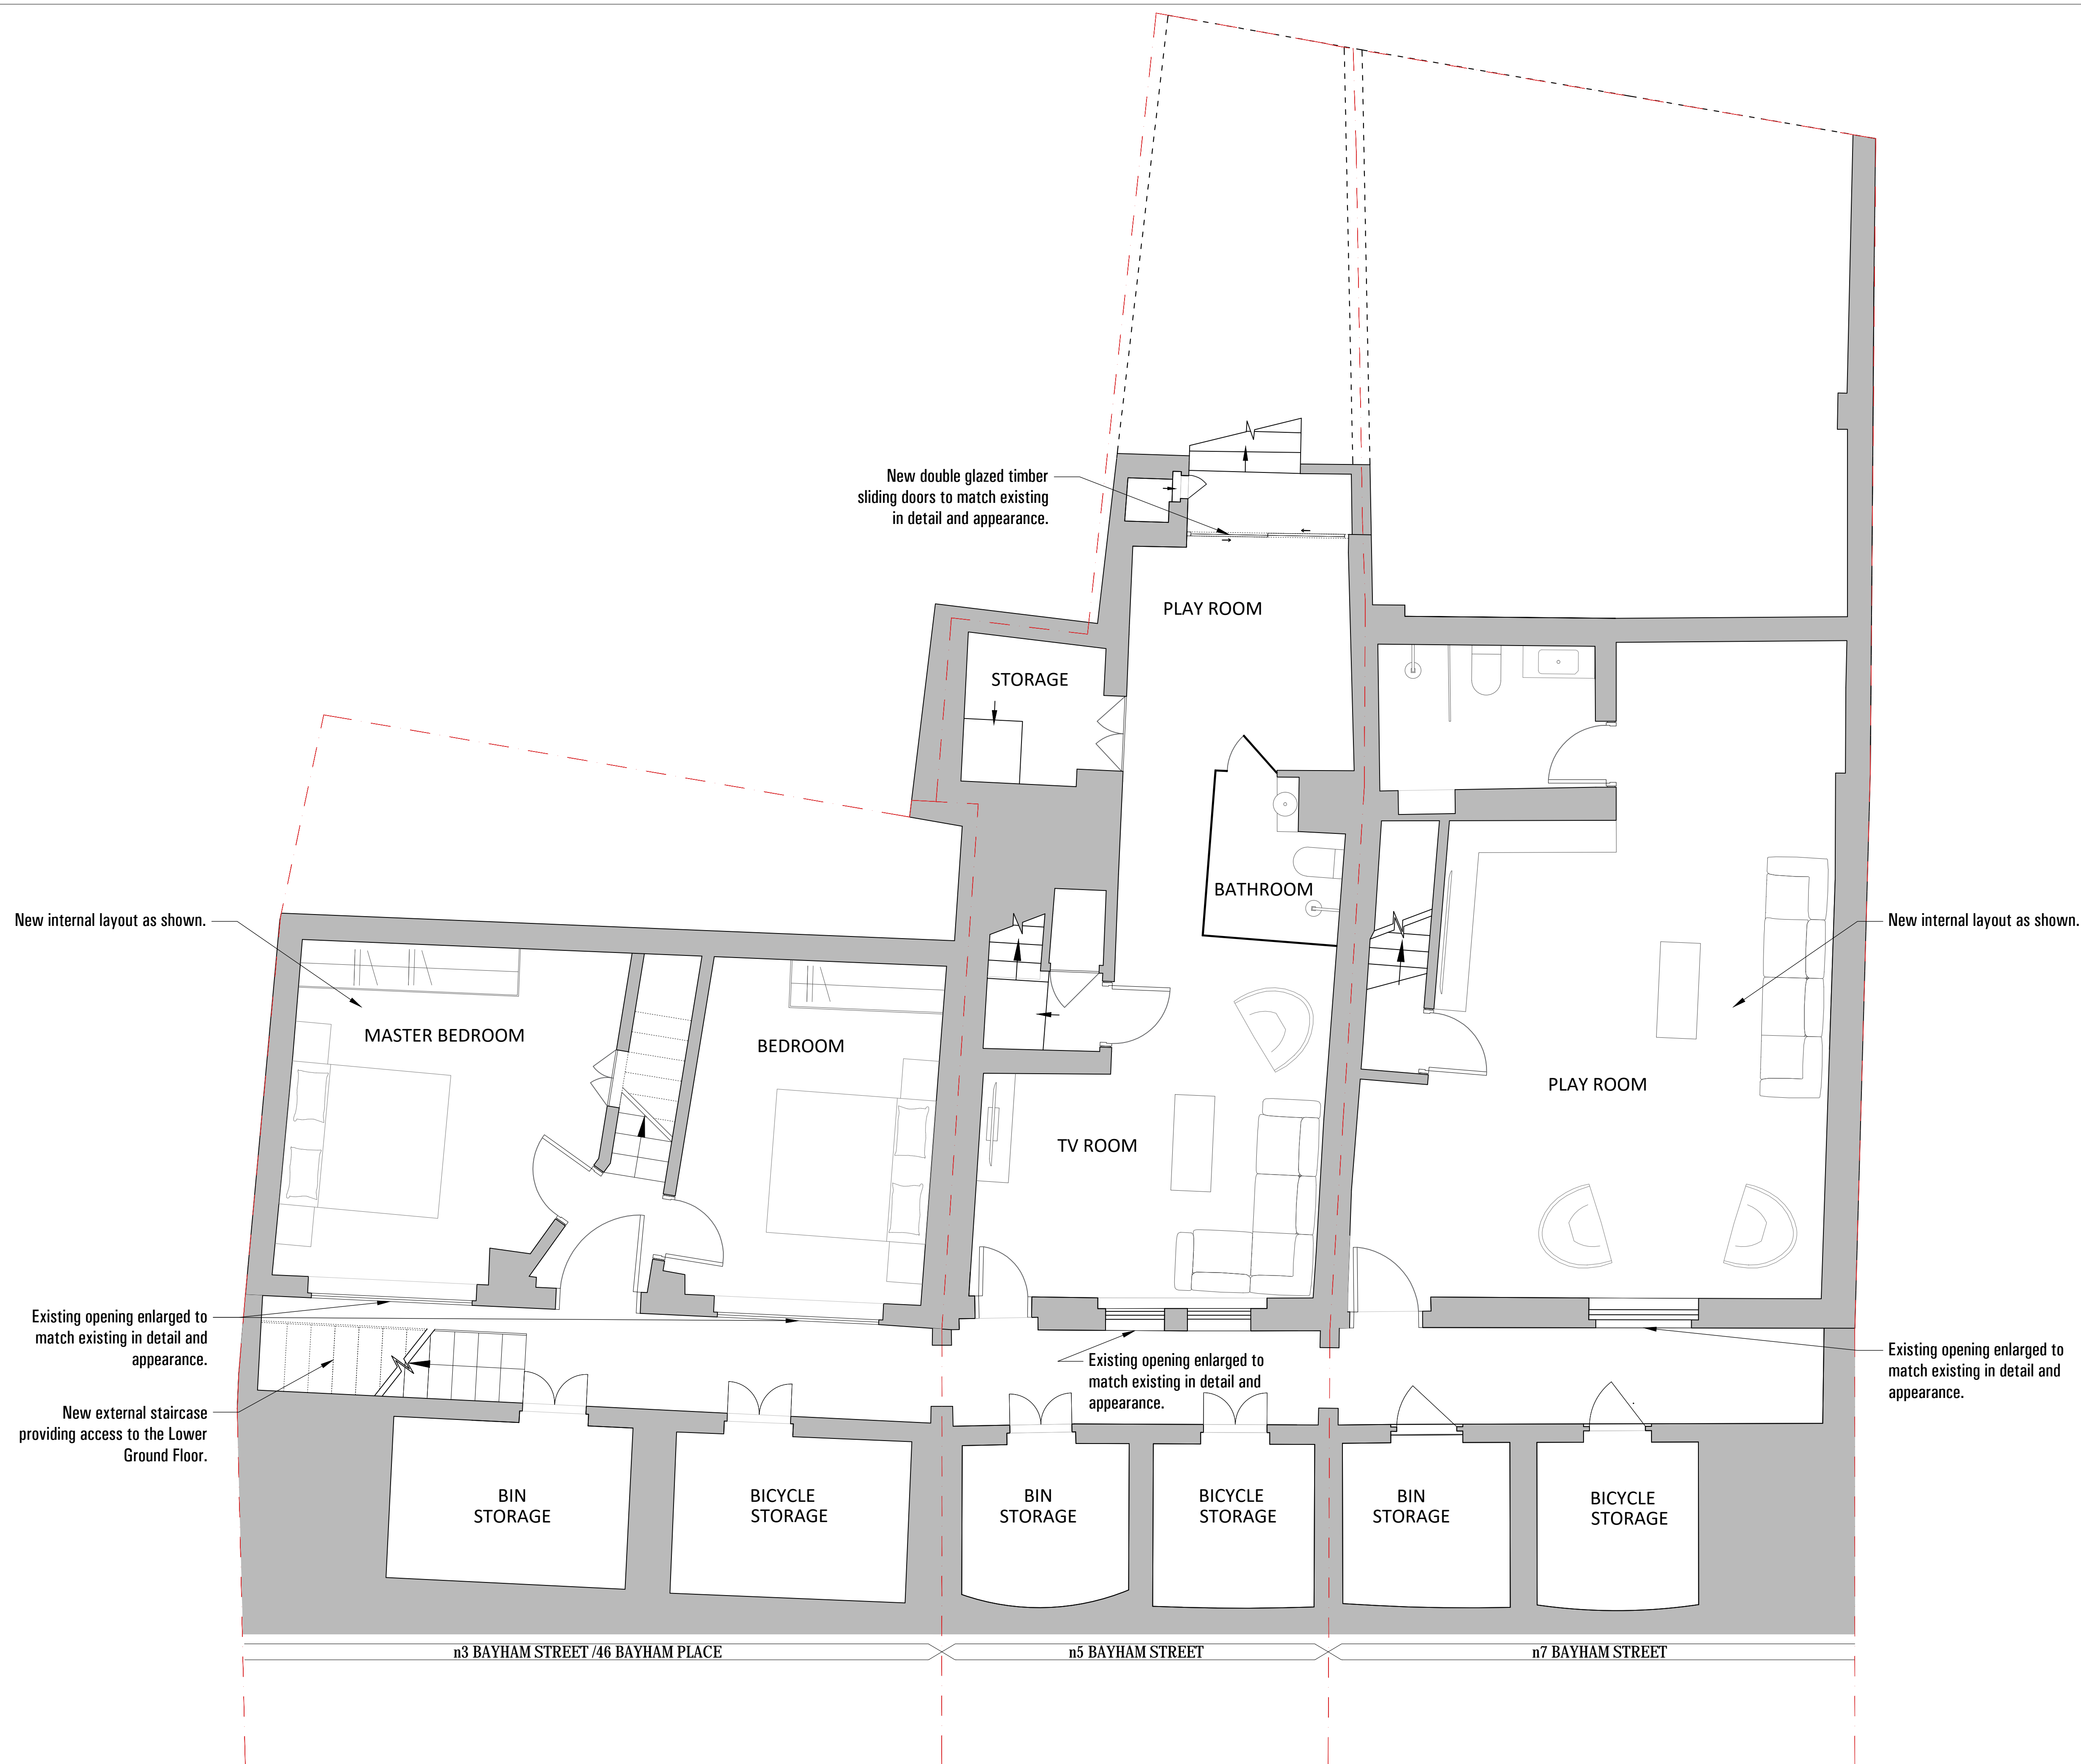 New double glazed timber
sliding doors to match existing
in detail and appearance.
PLAY ROOM
STORAGE
BATHROOM
New internal layout as shown.
New internal layout as shown.
MASTER BEDROOM
BEDROOM
PLAY ROOM
TV ROOM
Existing opening enlarged to
match existing in detail and
appearance.
Existing opening enlarged to
match existing in detail and
appearance.
Existing opening enlarged to
match existing in detail and
appearance.
New external staircase
providing access to the Lower
Ground Floor.
BIN
STORAGE
BICYCLE
STORAGE
BIN
STORAGE
BICYCLE
STORAGE
BIN
STORAGE
BICYCLE
STORAGE
n3 BAYHAM STREET /46 BAYHAM PLACE
n5 BAYHAM STREET
n7 BAYHAM STREET